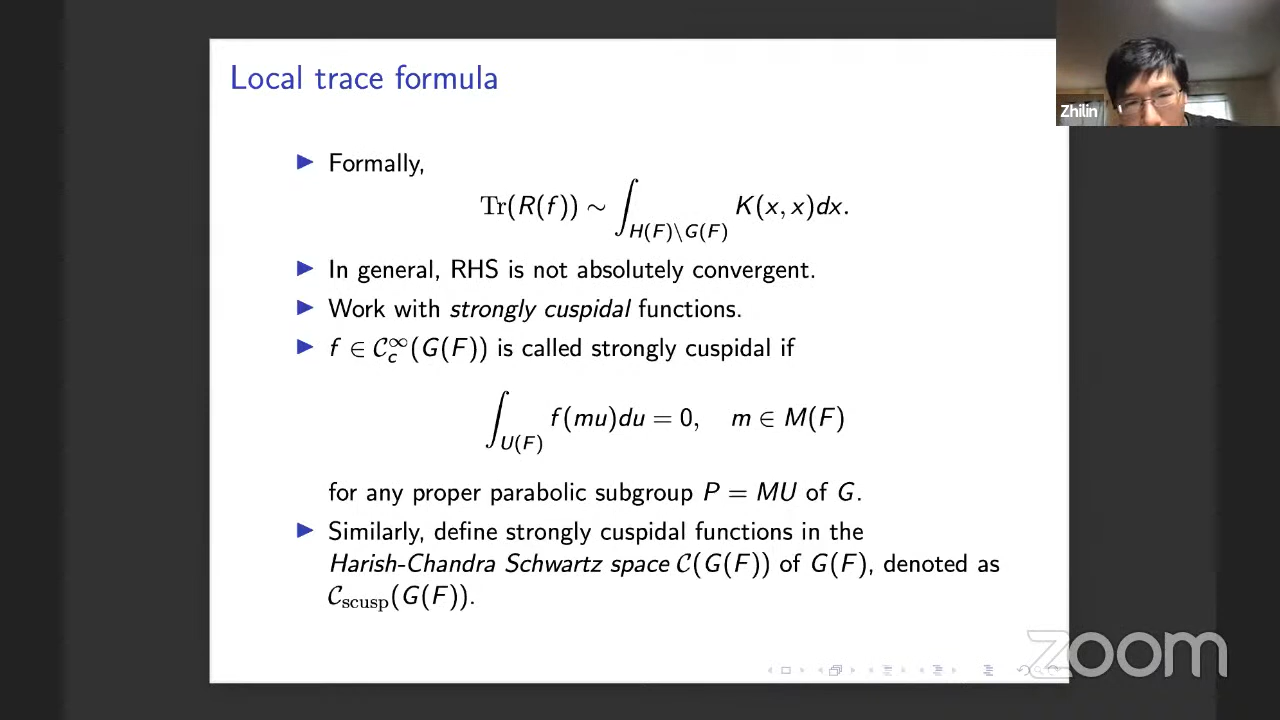 Local trace formula
Zhilin
▶ Formally,
Tr(R(f)) ∼ ∫_{H(F)\G(F)} K(x, x)dx.
▶ In general, RHS is not absolutely convergent.
▶ Work with strongly cuspidal functions.
▶ f ∈ 𝒞_c^∞(G(F)) is called strongly cuspidal if
∫_{U(F)} f(mu)du = 0, m ∈ M(F)
for any proper parabolic subgroup P = MU of G.
▶ Similarly, define strongly cuspidal functions in the
Harish-Chandra Schwartz space 𝒞(G(F)) of G(F), denoted as
𝒞_scusp(G(F)).
zoom